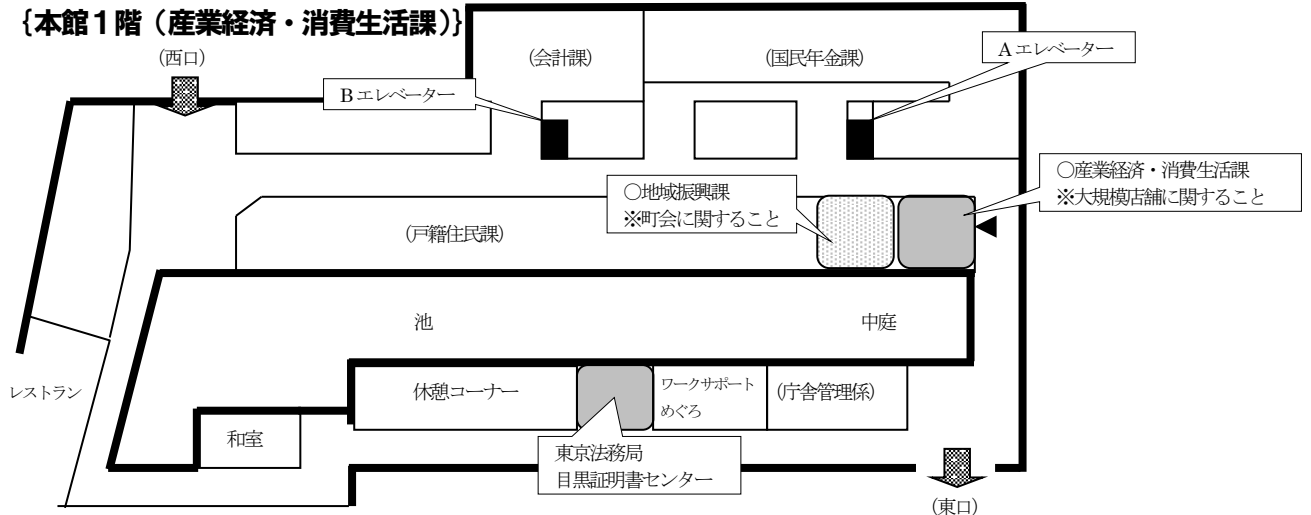 {本館1階(産業経済・消費生活課)}
(西口)
(会計課)
(国民年金課)
Aエレベーター
Bエレベーター
○産業経済・消費生活課
※大規模店舗に関すること
○地域振興課
※町会に関すること
(戸籍住民課)
池
中庭
レストラン
休憩コーナー
ワークサポート
めぐろ
(庁舎管理係)
和室
東京法務局
目黒証明書センター
(東口)